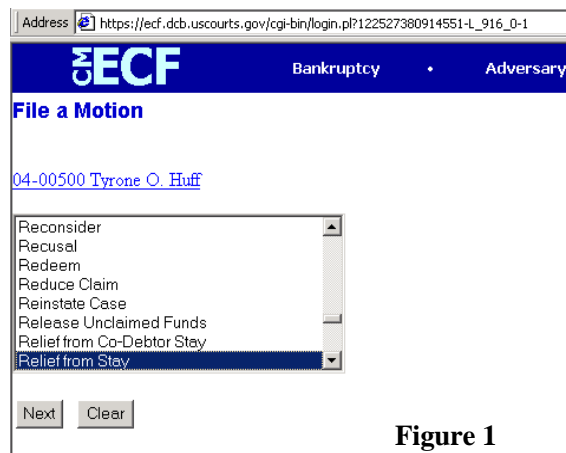 Address https://ecf.dcb.uscourts.gov/cgi-bin/login.pl?122527380914551-L_916_0-1
CM ECF Bankruptcy • Adversary
File a Motion
04-00500 Tyrone O. Huff
Reconsider
Recusal
Redeem
Reduce Claim
Reinstate Case
Release Unclaimed Funds
Relief from Co-Debtor Stay
Relief from Stay
Next Clear
Figure 1